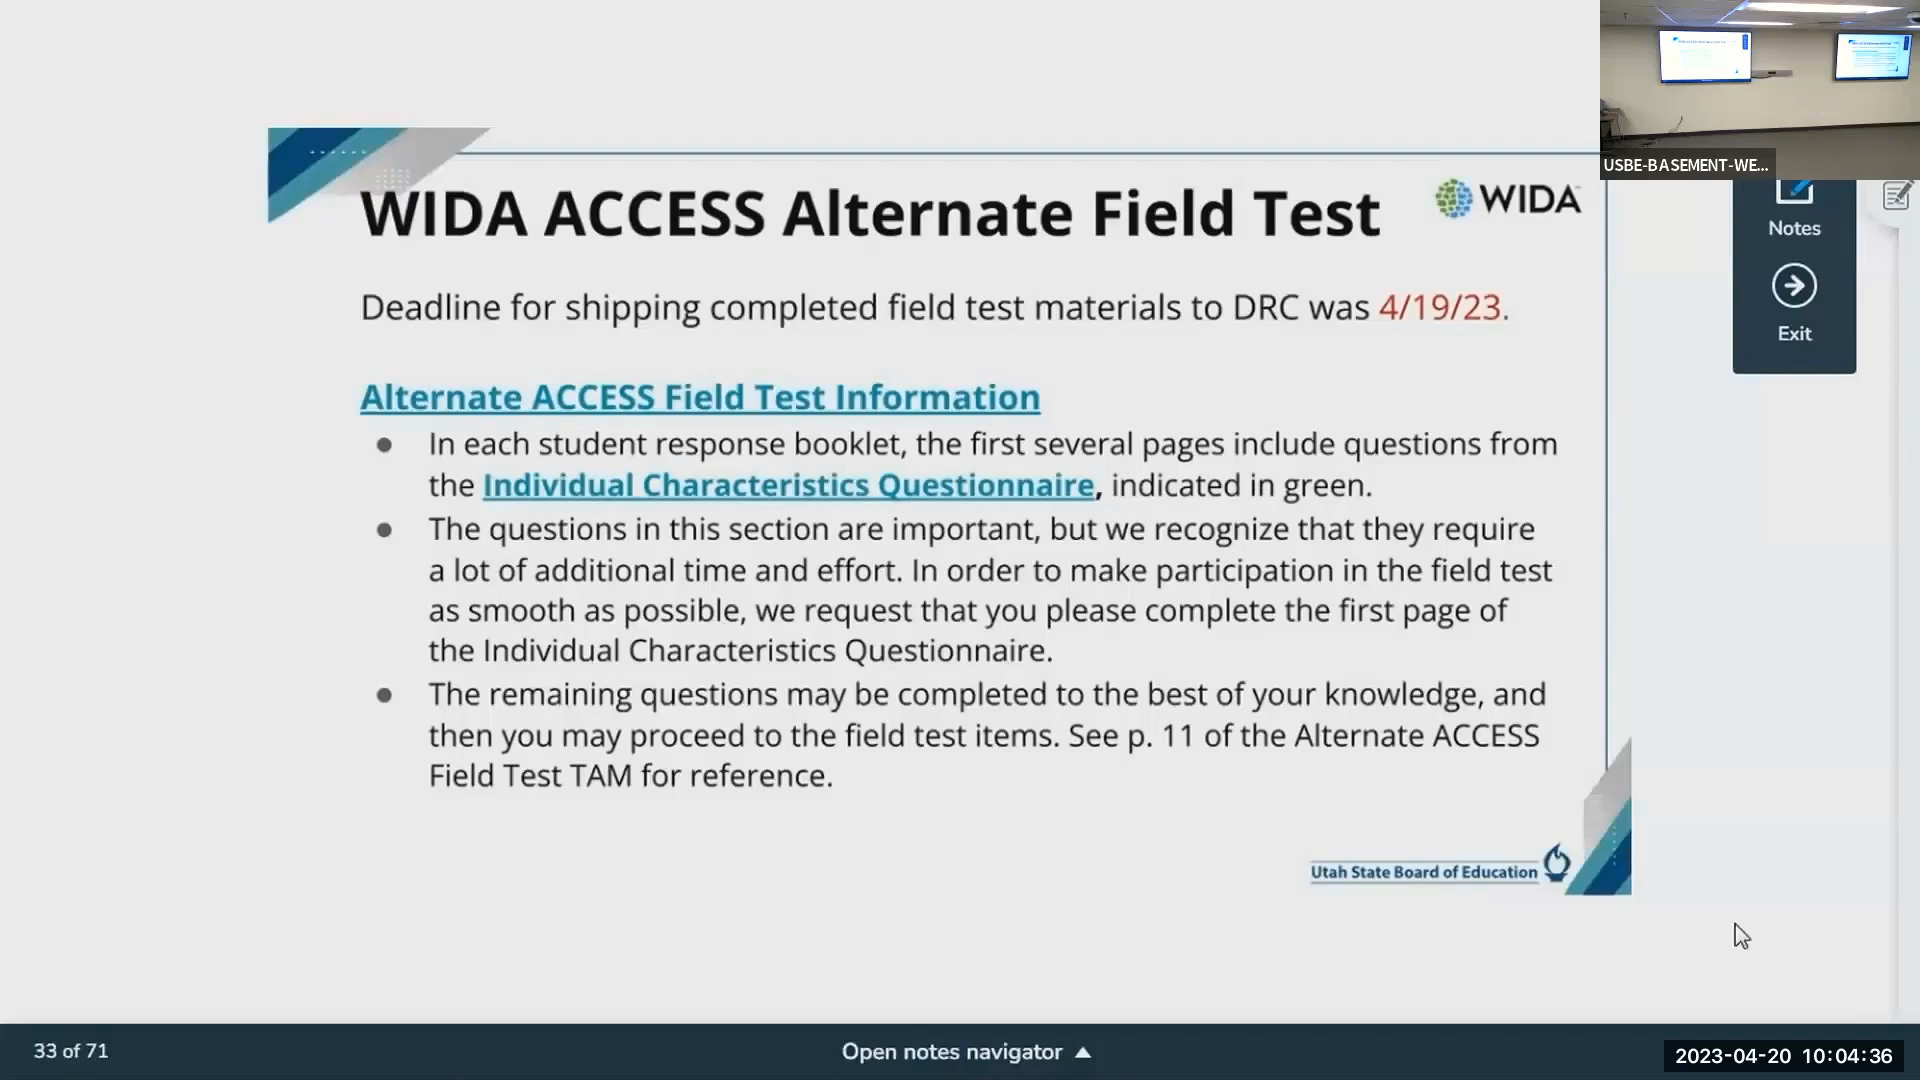 WIDA ACCESS Alternate Field Test
WIDA
Deadline for shipping completed field test materials to DRC was 4/19/23.
Alternate ACCESS Field Test Information
● In each student response booklet, the first several pages include questions from
the Individual Characteristics Questionnaire, indicated in green.
● The questions in this section are important, but we recognize that they require
a lot of additional time and effort. In order to make participation in the field test
as smooth as possible, we request that you please complete the first page of
the Individual Characteristics Questionnaire.
● The remaining questions may be completed to the best of your knowledge, and
then you may proceed to the field test items. See p. 11 of the Alternate ACCESS
Field Test TAM for reference.
Utah State Board of Education
USBE-BASEMENT-WE...
Notes
Exit
33 of 71
Open notes navigator
2023-04-20 10:04:36